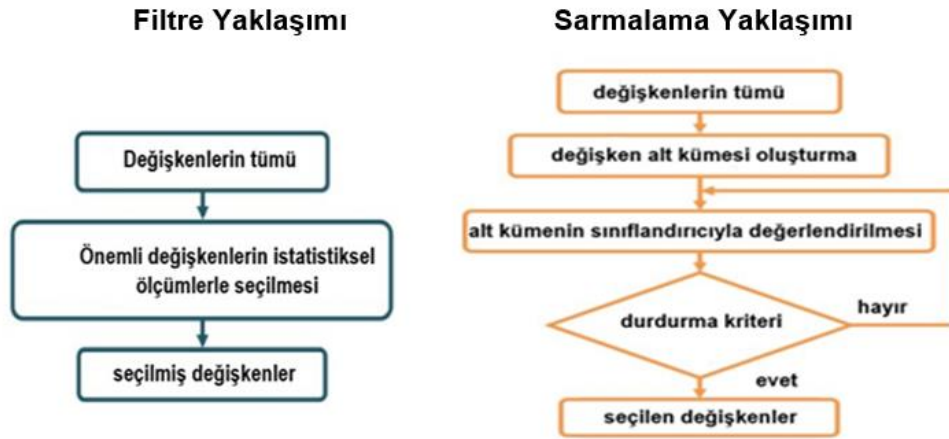 Filtre Yaklaşımı
Değişkenlerin tümü
Önemli değişkenlerin istatistiksel
ölçümlerle seçilmesi
seçilmiş değişkenler
Sarmalama Yaklaşımı
değişkenlerin tümü
değişken alt kümesi oluşturma
alt kümenin sınıflandırıcıyla değerlendirilmesi
durdurma kriteri
hayır
evet
seçilen değişkenler